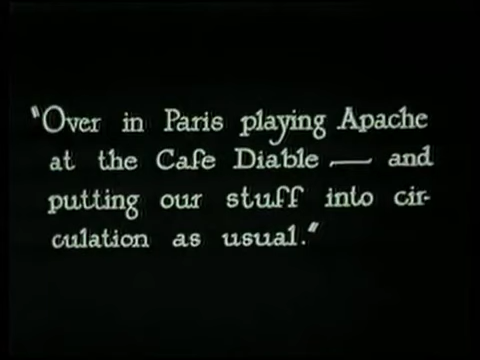 "Over in Paris playing Apache
at the Cafe Diable — and
putting our stuff into cir-
culation as usual."